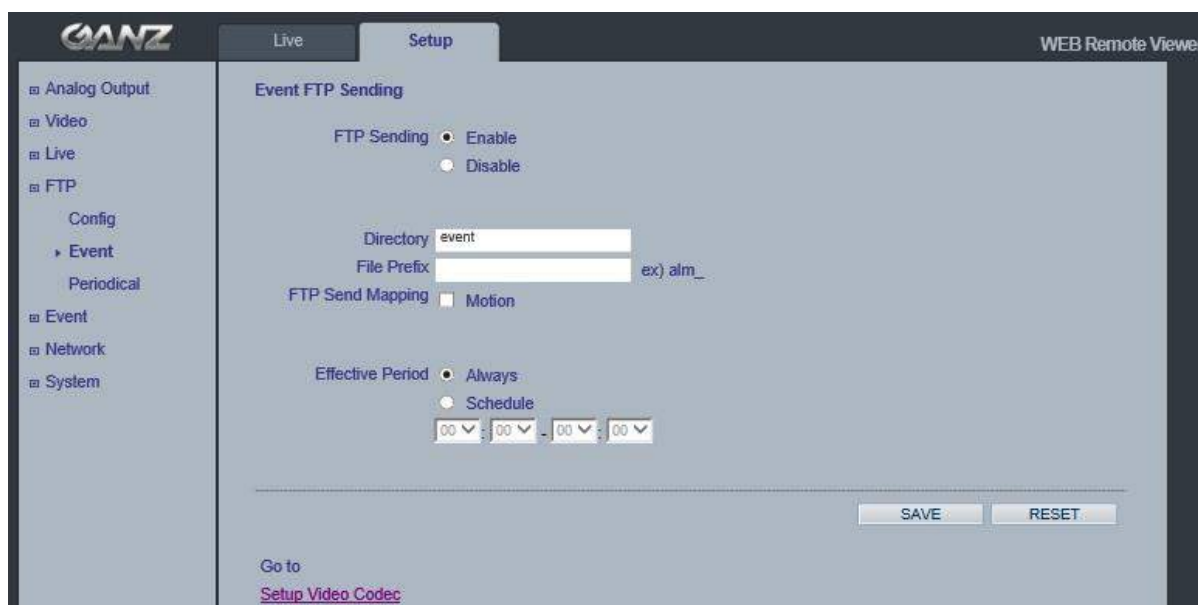 GANZ
Live
Setup
WEB Remote Viewe
Analog Output
Video
Live
FTP
Config
Event
Periodical
Event
Network
System
Event FTP Sending
FTP Sending Enable
Disable
Directory event
File Prefix ex) alm_
FTP Send Mapping Motion
Effective Period Always
Schedule
00 : 00 - 00 : 00
SAVE RESET
Go to
Setup Video Codec